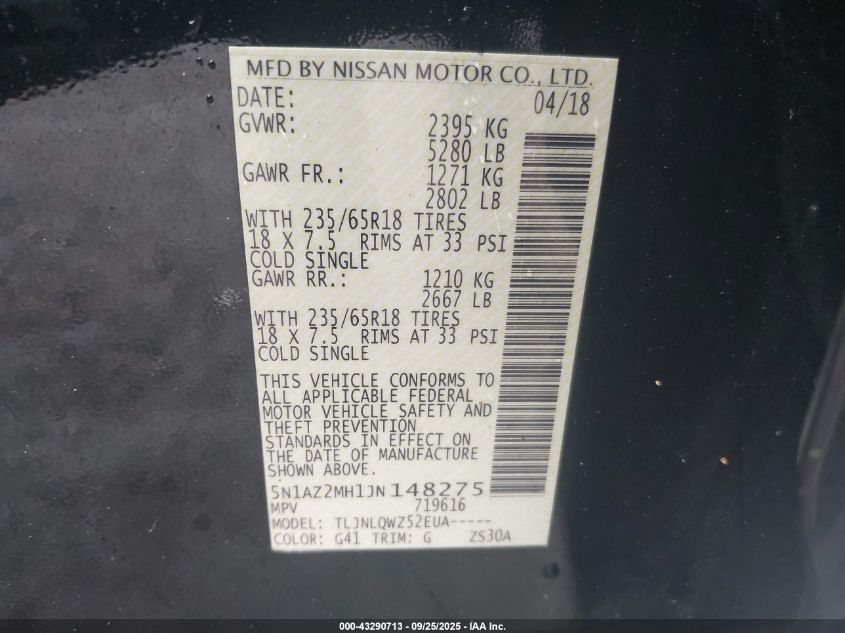 MFD BY NISSAN MOTOR CO., LTD.
DATE: 04/18
GVWR: 2395 KG
5280 LB
GAWR FR.: 1271 KG
2802 LB
WITH 235/65R18 TIRES
18 X 7.5 RIMS AT 33 PSI
COLD SINGLE
GAWR RR.: 1210 KG
2667 LB
WITH 235/65R18 TIRES
18 X 7.5 RIMS AT 33 PSI
COLD SINGLE
THIS VEHICLE CONFORMS TO
ALL APPLICABLE FEDERAL
MOTOR VEHICLE SAFETY AND
THEFT PREVENTION
STANDARDS IN EFFECT ON
THE DATE OF MANUFACTURE
SHOWN ABOVE.
5N1AZ2MH1JN148275
MPV 719616
MODEL: TLJNLQWZ52EUA-----
COLOR: G41 TRIM: G ZS30A
000-43290713 - 09/25/2025 - IAA Inc.